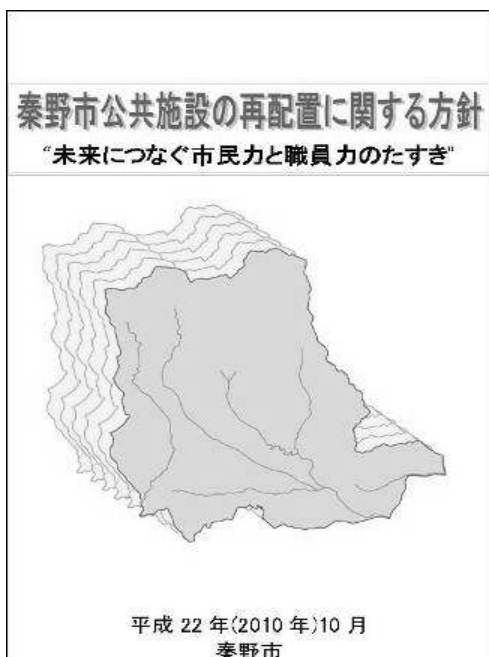 秦野市公共施設の再配置に関する方針
“未来につなぐ市民力と職員力のたすき”
平成 22 年(2010 年)10 月
秦野市